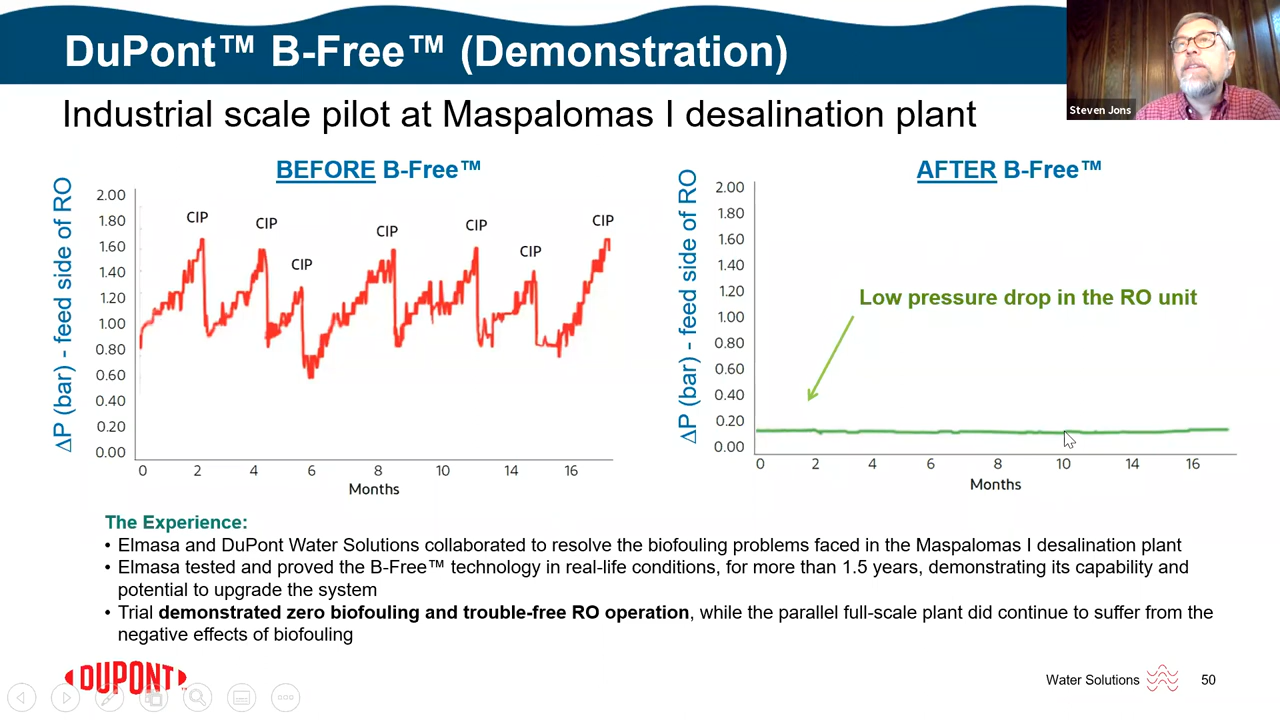 DuPont™ B-Free™ (Demonstration)
Steven Jons
Industrial scale pilot at Maspalomas I desalination plant
BEFORE B-Free™
ΔP (bar) - feed side of RO
2.00
1.80
1.60
1.40
1.20
1.00
0.80
0.60
0.40
0.20
0.00
CIP
CIP
CIP
CIP
CIP
CIP
CIP
0 2 4 6 8 10 14 16
Months
AFTER B-Free™
ΔP (bar) - feed side of RO
2.00
1.80
1.60
1.40
1.20
1.00
0.80
0.60
0.40
0.20
0.00
Low pressure drop in the RO unit
0 2 4 6 8 10 14 16
Months
The Experience:
• Elmasa and DuPont Water Solutions collaborated to resolve the biofouling problems faced in the Maspalomas I desalination plant
• Elmasa tested and proved the B-Free™ technology in real-life conditions, for more than 1.5 years, demonstrating its capability and
potential to upgrade the system
• Trial demonstrated zero biofouling and trouble-free RO operation, while the parallel full-scale plant did continue to suffer from the
negative effects of biofouling
DUPONT™
Water Solutions
50